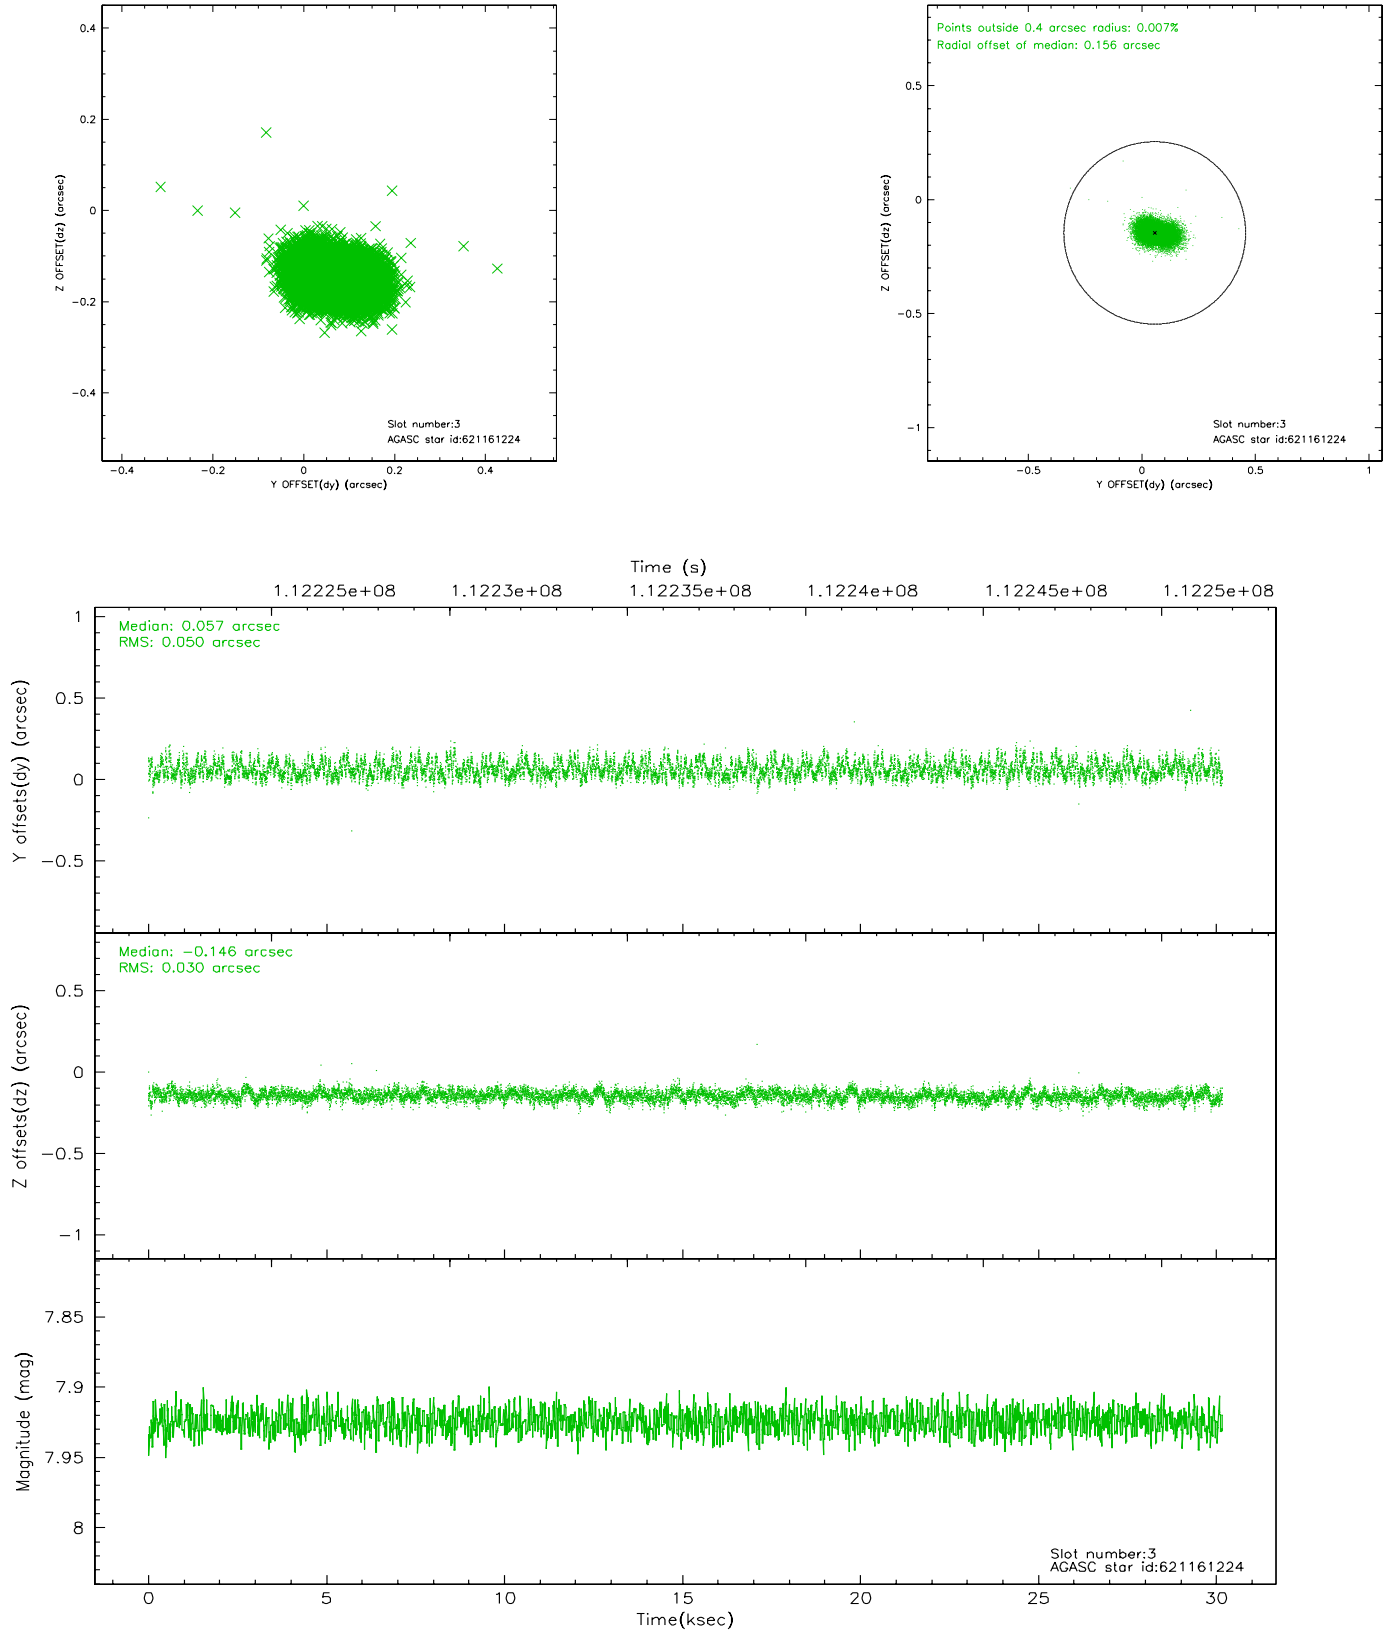 0.4
0.2
0
−0.2
−0.4
Z OFFSET(dz) (arcsec)
Slot number:3
AGASC star id:621161224
−0.4 −0.2 0 0.2 0.4
Y OFFSET(dy) (arcsec)
Points outside 0.4 arcsec radius: 0.007%
Radial offset of median: 0.156 arcsec
0.5
0
−0.5
−1
Z OFFSET(dz) (arcsec)
Slot number:3
AGASC star id:621161224
−0.5 0 0.5 1
Y OFFSET(dy) (arcsec)
Time (s)
1.12225e+08 1.1223e+08 1.12235e+08 1.1224e+08 1.12245e+08 1.1225e+08
Median: 0.057 arcsec
RMS: 0.050 arcsec
1
0.5
0
−0.5
Y offsets(dy) (arcsec)
Median: −0.146 arcsec
RMS: 0.030 arcsec
0.5
0
−0.5
−1
Z offsets(dz) (arcsec)
7.85
7.9
7.95
8
Magnitude (mag)
Slot number:3
AGASC star id:621161224
0 5 10 15 20 25 30
Time(ksec)